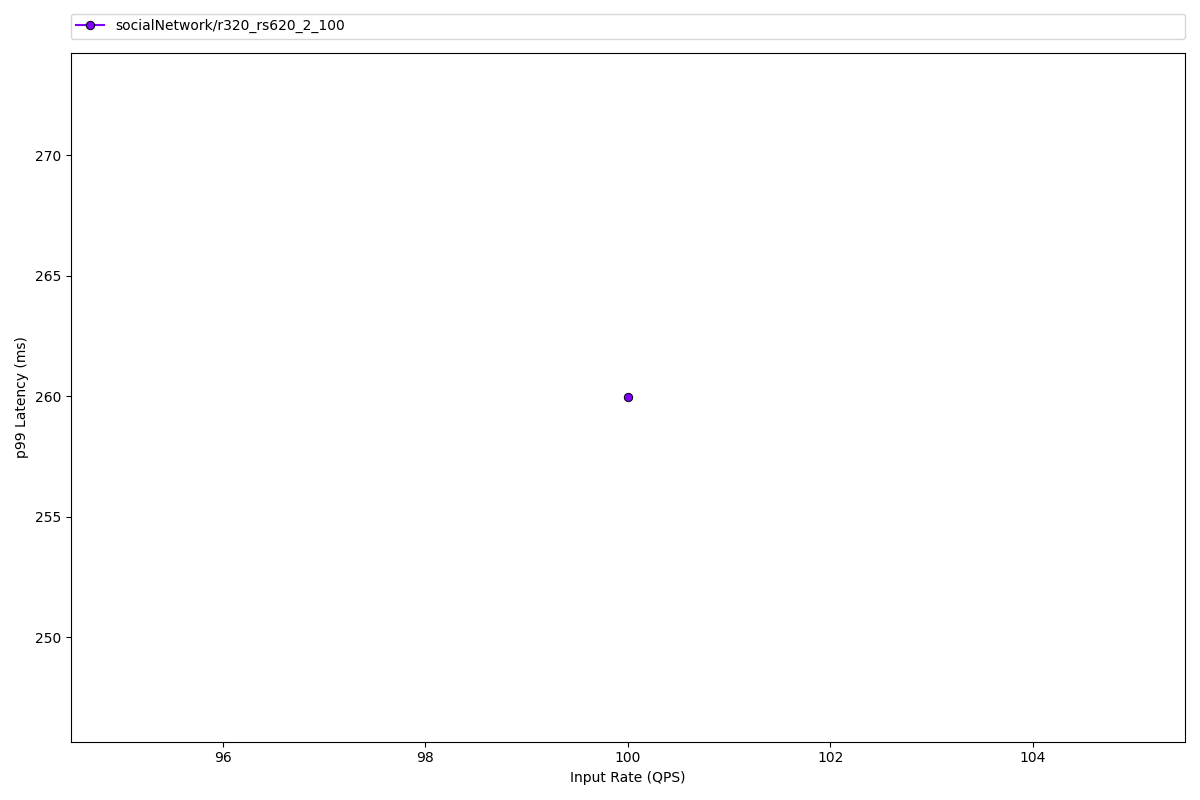 socialNetwork/r320_rs620_2_100
270
265
260
255
250
p99 Latency (ms)
96 98 100 102 104
Input Rate (QPS)